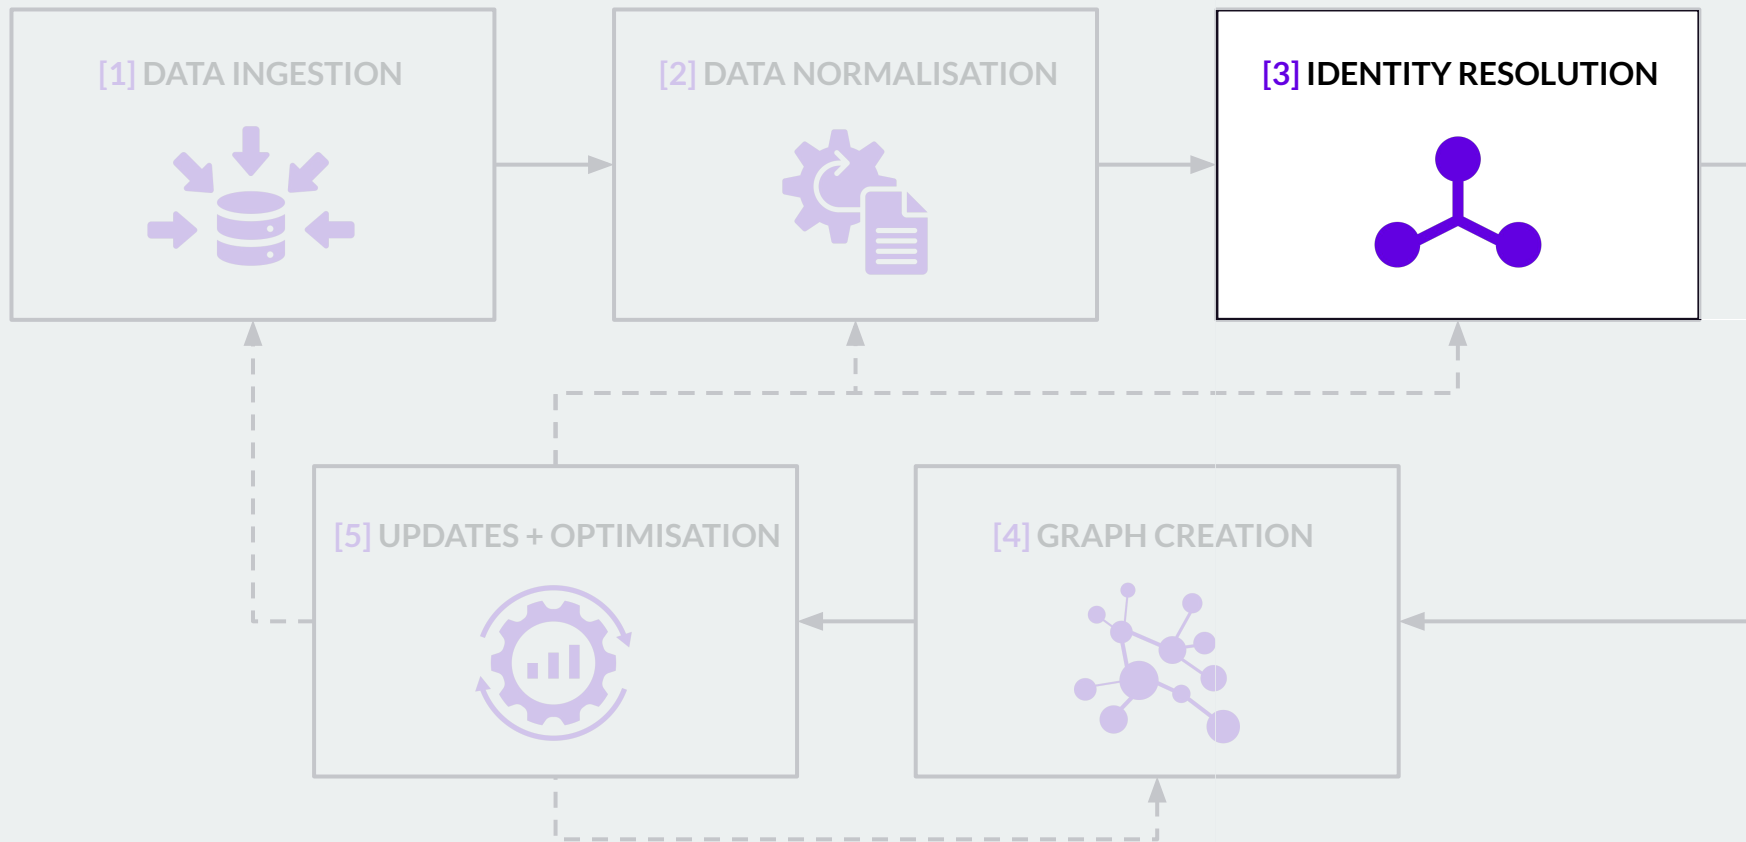 [1] DATA INGESTION
[2] DATA NORMALISATION
[3] IDENTITY RESOLUTION
[5] UPDATES + OPTIMISATION
[4] GRAPH CREATION